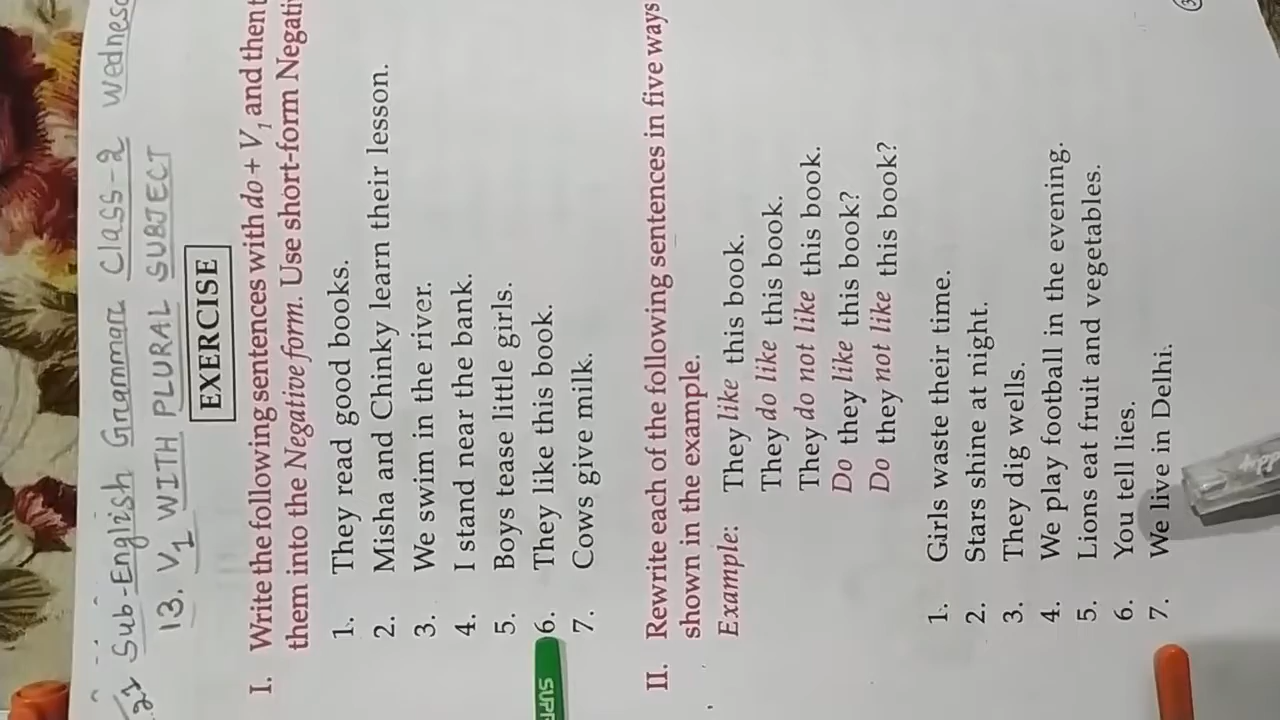 Sub-English Grammar Class-2 Wednesd
13. V1 WITH PLURAL SUBJECT
EXERCISE
I. Write the following sentences with do + V1 and then t
them into the Negative form. Use short-form Negati
1. They read good books.
2. Misha and Chinky learn their lesson.
3. We swim in the river.
4. I stand near the bank.
5. Boys tease little girls.
6. They like this book.
7. Cows give milk.
II. Rewrite each of the following sentences in five ways
shown in the example.
Example: They like this book.
They do like this book.
They do not like this book.
Do they like this book?
Do they not like this book?
1. Girls waste their time.
2. Stars shine at night.
3. They dig wells.
4. We play football in the evening.
5. Lions eat fruit and vegetables.
6. You tell lies.
7. We live in Delhi.